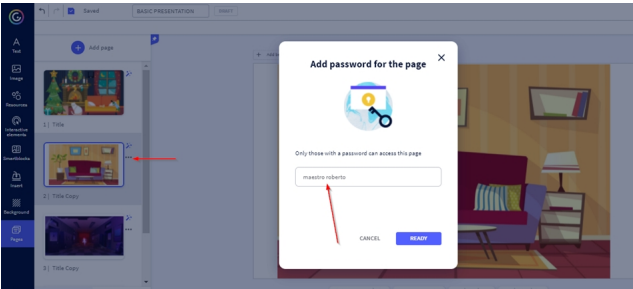 Saved
BASIC PRESENTATION
DRAFT
Add page
Text
Image
Resources
Interactive
elements
Smartblocks
Insert
Background
Pages
1 | Title
2 | Title Copy
3 | Title Copy
Add password for the page
Only those with a password can access this page
maestro roberto
CANCEL
READY